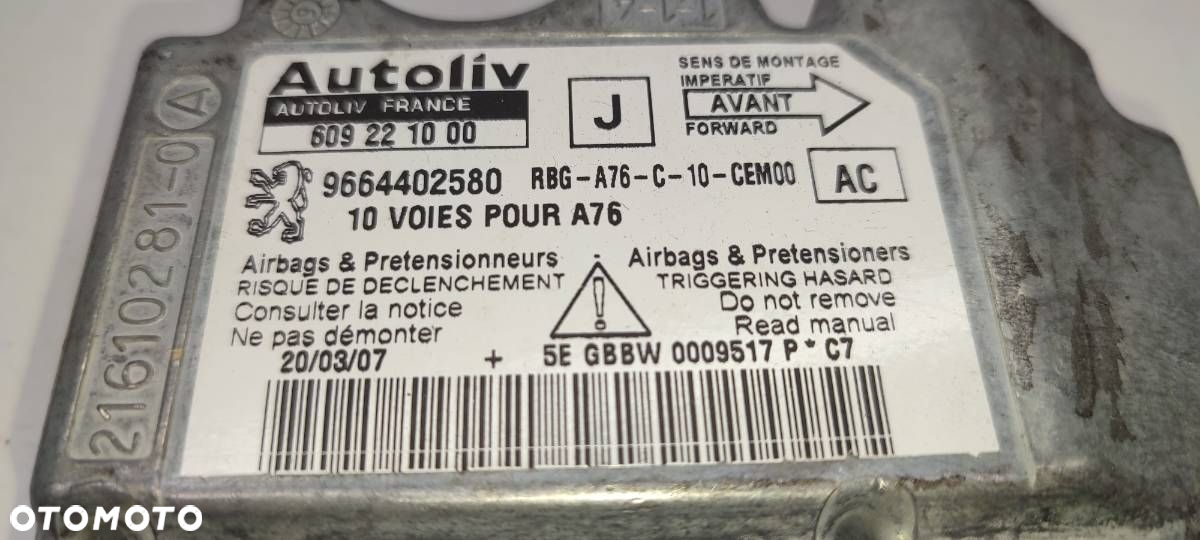 Autoliv
AUTOLIV FRANCE
609 22 10 00
J
SENS DE MONTAGE
IMPERATIF
AVANT
FORWARD
9664402580 RBG-A76-C-10-CEM00 AC
10 VOIES POUR A76
Airbags & Pretensionneurs
RISQUE DE DECLENCHEMENT
Consulter la notice
Ne pas démonter
Airbags & Pretensioners
TRIGGERING HASARD
Do not remove
Read manual
20/03/07 + 5E GBBW 0009517 P * C7
21610281-0 A
OTOMOTO